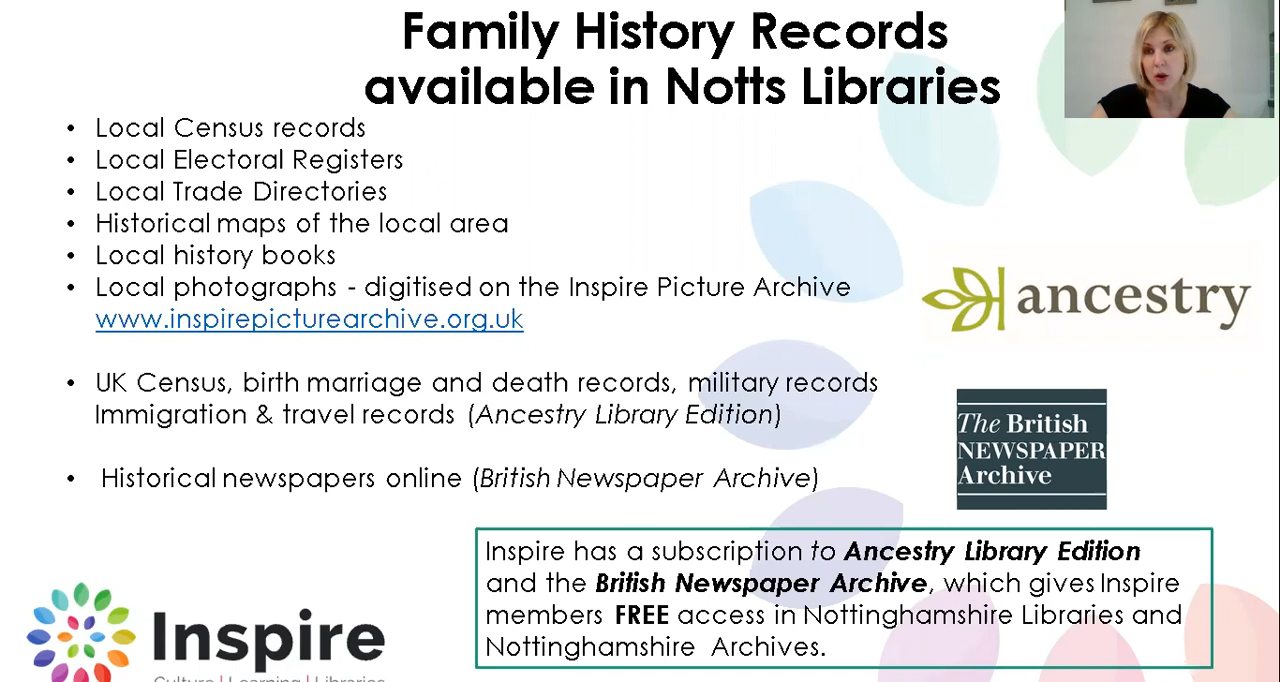 Family History Records
available in Notts Libraries
• Local Census records
• Local Electoral Registers
• Local Trade Directories
• Historical maps of the local area
• Local history books
• Local photographs - digitised on the Inspire Picture Archive
www.inspirepicturearchive.org.uk
• UK Census, birth marriage and death records, military records
Immigration & travel records (Ancestry Library Edition)
• Historical newspapers online (British Newspaper Archive)
ancestry
The British
NEWSPAPER
Archive
Inspire has a subscription to Ancestry Library Edition
and the British Newspaper Archive, which gives Inspire
members FREE access in Nottinghamshire Libraries and
Nottinghamshire Archives.
Inspire
Culture | Learning | Libraries